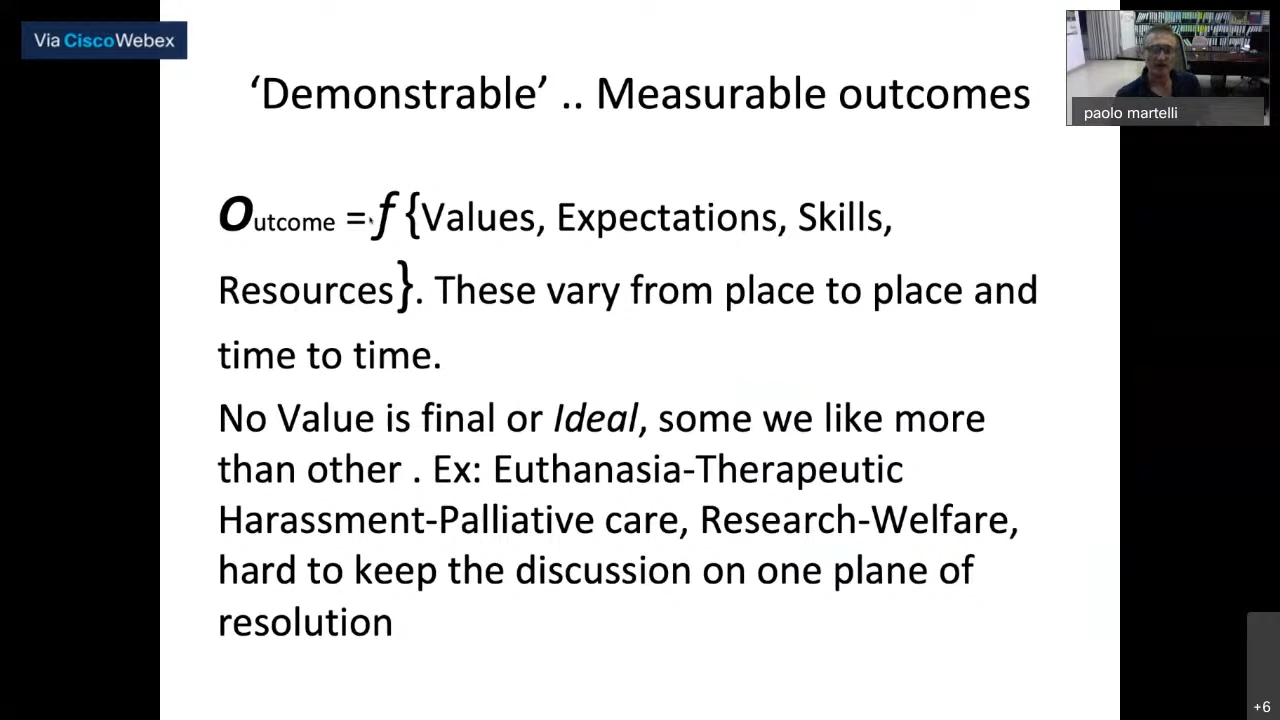 Via CiscoWebex
paolo martelli
‘Demonstrable’ .. Measurable outcomes
Outcome = f {Values, Expectations, Skills,
Resources}. These vary from place to place and
time to time.
No Value is final or Ideal, some we like more
than other . Ex: Euthanasia-Therapeutic
Harassment-Palliative care, Research-Welfare,
hard to keep the discussion on one plane of
resolution
+6